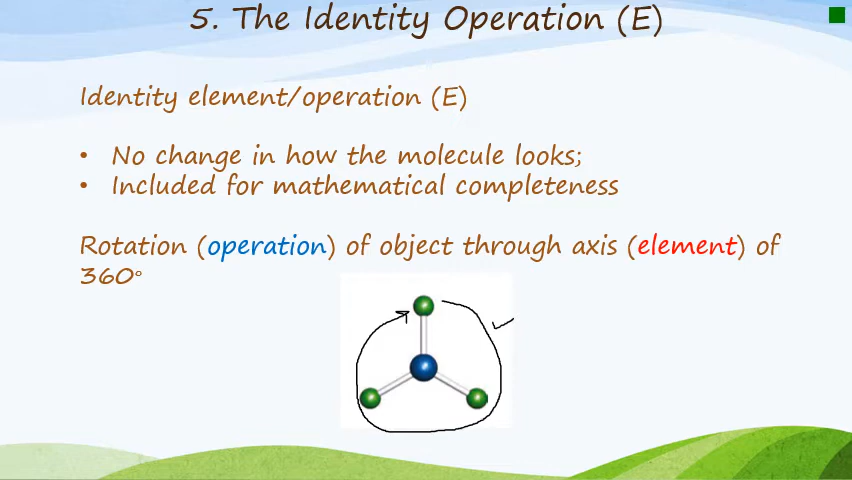 5. The Identity Operation (E)
Identity element/operation (E)
• No change in how the molecule looks;
• Included for mathematical completeness
Rotation (operation) of object through axis (element) of
360°